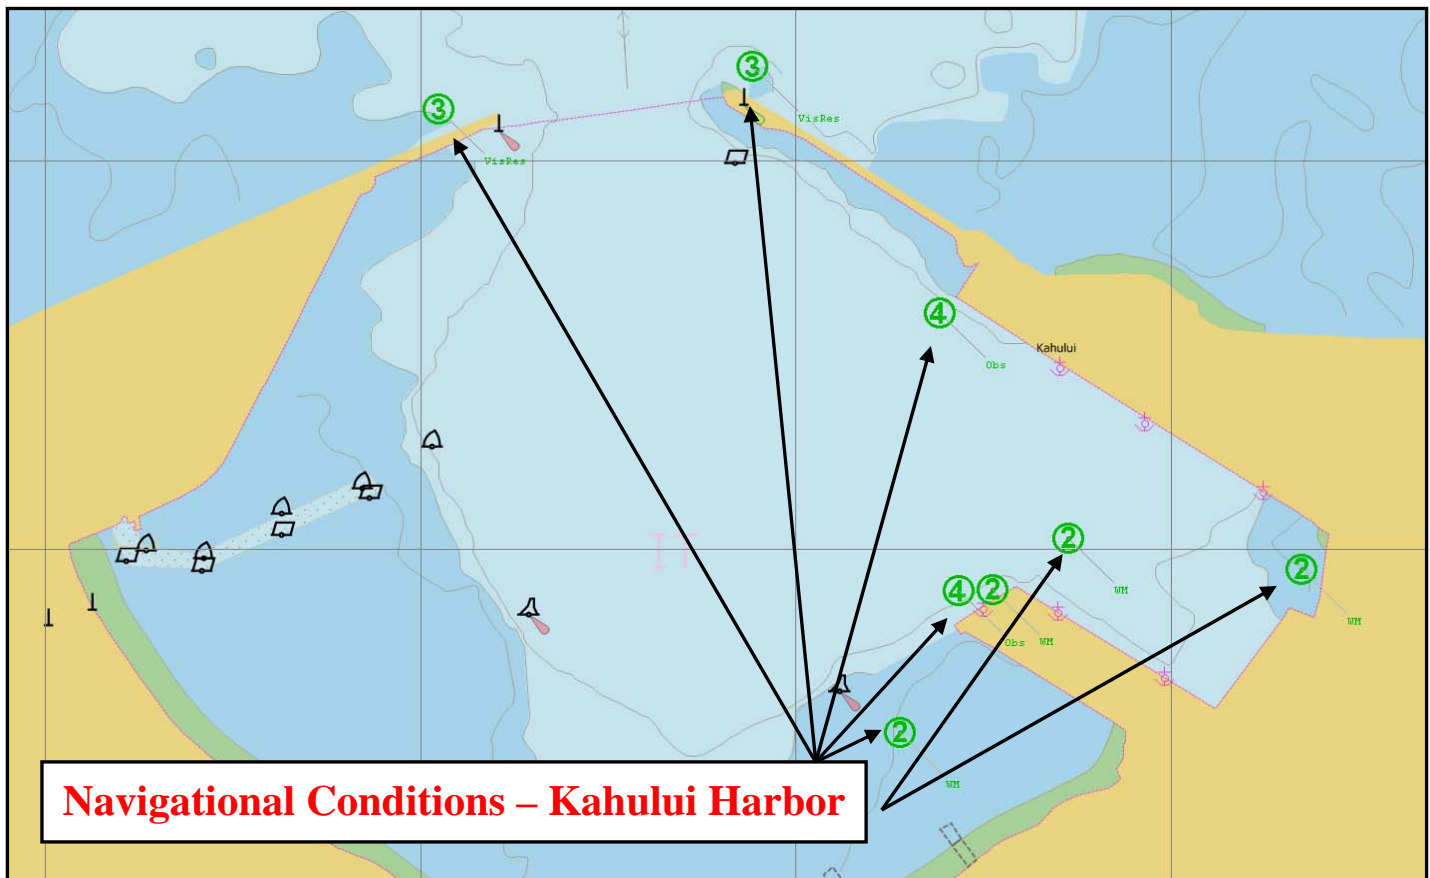 ③
③
VisRes
VisRes
④
Kahului
Obs
②
②
④ ②
WM
WM
Obs WM
②
WM
Navigational Conditions – Kahului Harbor